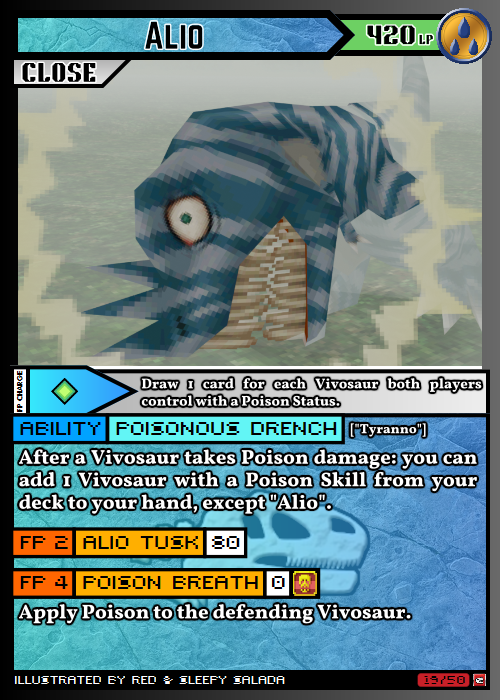 ALIO
420 LP
CLOSE
FP CHARGE
Draw 1 card for each Vivosaur both players
control with a Poison Status.
ABILITY POISONOUS DRENCH ["Tyranno"]
After a Vivosaur takes Poison damage: you can
add 1 Vivosaur with a Poison Skill from your
deck to your hand, except "Alio".
FP 2 ALIO TUSK 80
FP 4 POISON BREATH 0
Apply Poison to the defending Vivosaur.
ILLUSTRATED BY RED & SLEEPY SALADA
19/50